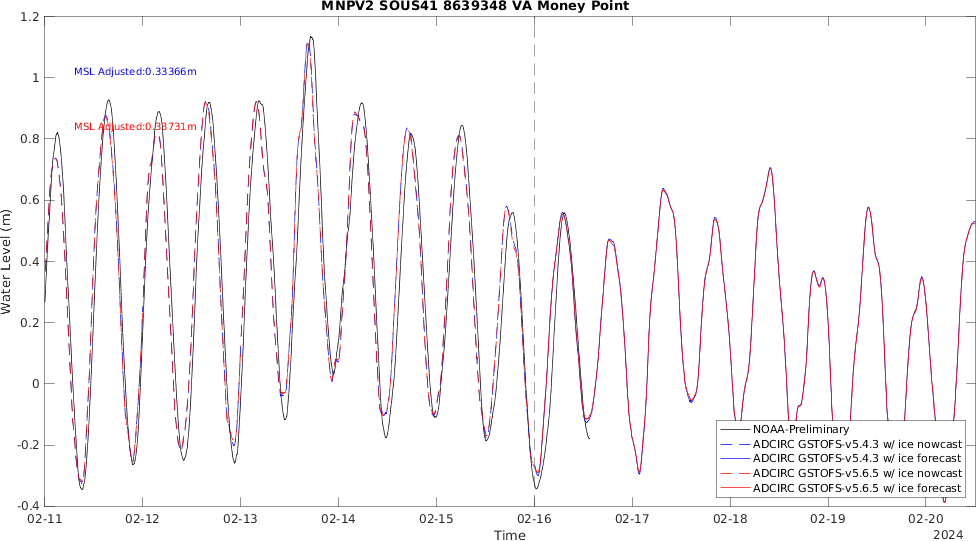 MNPV2 SOUS41 8639348 VA Money Point
1.2
1
0.8
0.6
0.4
0.2
0
-0.2
-0.4
Water Level (m)
MSL Adjusted:0.33366m
MSL Adjusted:0.33731m
NOAA-Preliminary
ADCIRC GSTOFS-v5.4.3 w/ ice nowcast
ADCIRC GSTOFS-v5.4.3 w/ ice forecast
ADCIRC GSTOFS-v5.6.5 w/ ice nowcast
ADCIRC GSTOFS-v5.6.5 w/ ice forecast
02-11 02-12 02-13 02-14 02-15 02-16 02-17 02-18 02-19 02-20
Time
2024